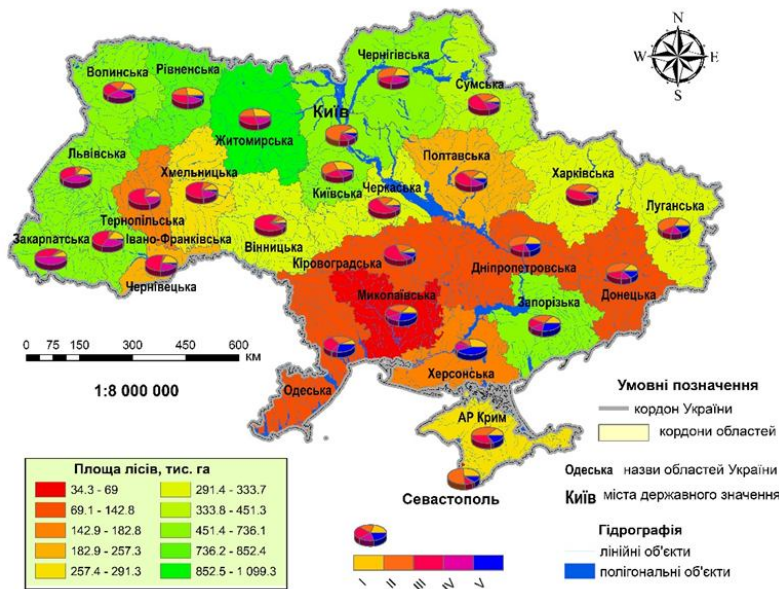 N
W E
S
Чернігівська
Волинська
Рівненська
Сумська
Київ
Житомирська
Львівська
Полтавська
Харківська
Хмельницька
Київська
Черкаська
Луганська
Тернопільська
Закарпатська
Івано-Франківська
Вінницька
Кіровоградська
Дніпропетровська
Чернівецька
Миколаївська
Запорізька
Донецька
0 75 150 300 450 600
км
1:8 000 000
Херсонська
Одеська
АР Крим
Севастополь
Умовні позначення
кордон України
кордони областей
Одеська назви областей України
Київ міста державного значення
Гідрографія
лінійні об'єкти
полігональні об'єкти
Площа лісів, тис. га
34.3 - 69
69.1 - 142.8
142.9 - 182.8
182.9 - 257.3
257.4 - 291.3
291.4 - 333.7
333.8 - 451.3
451.4 - 736.1
736.2 - 852.4
852.5 - 1 099.3
I II III IV V